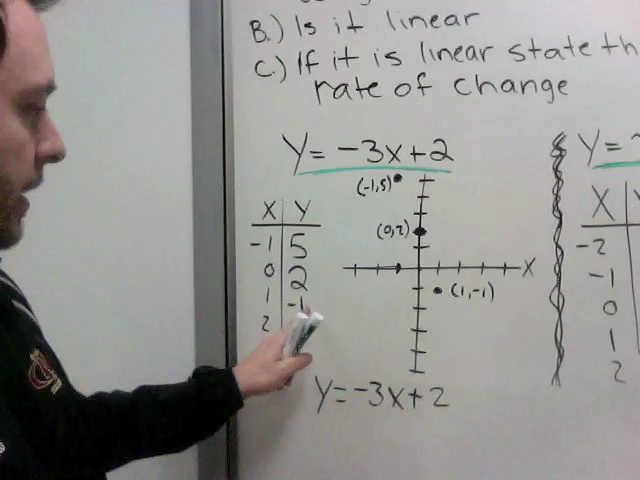 B.) Is it linear
C.) If it is linear state
rate of change
Y=-3x+2
Y=
(-1,5)
(0,2)
(1,-1)
X
X Y
-1 5
0 2
1 -1
2
Y=-3x+2
X
-2
-1
0
1
2